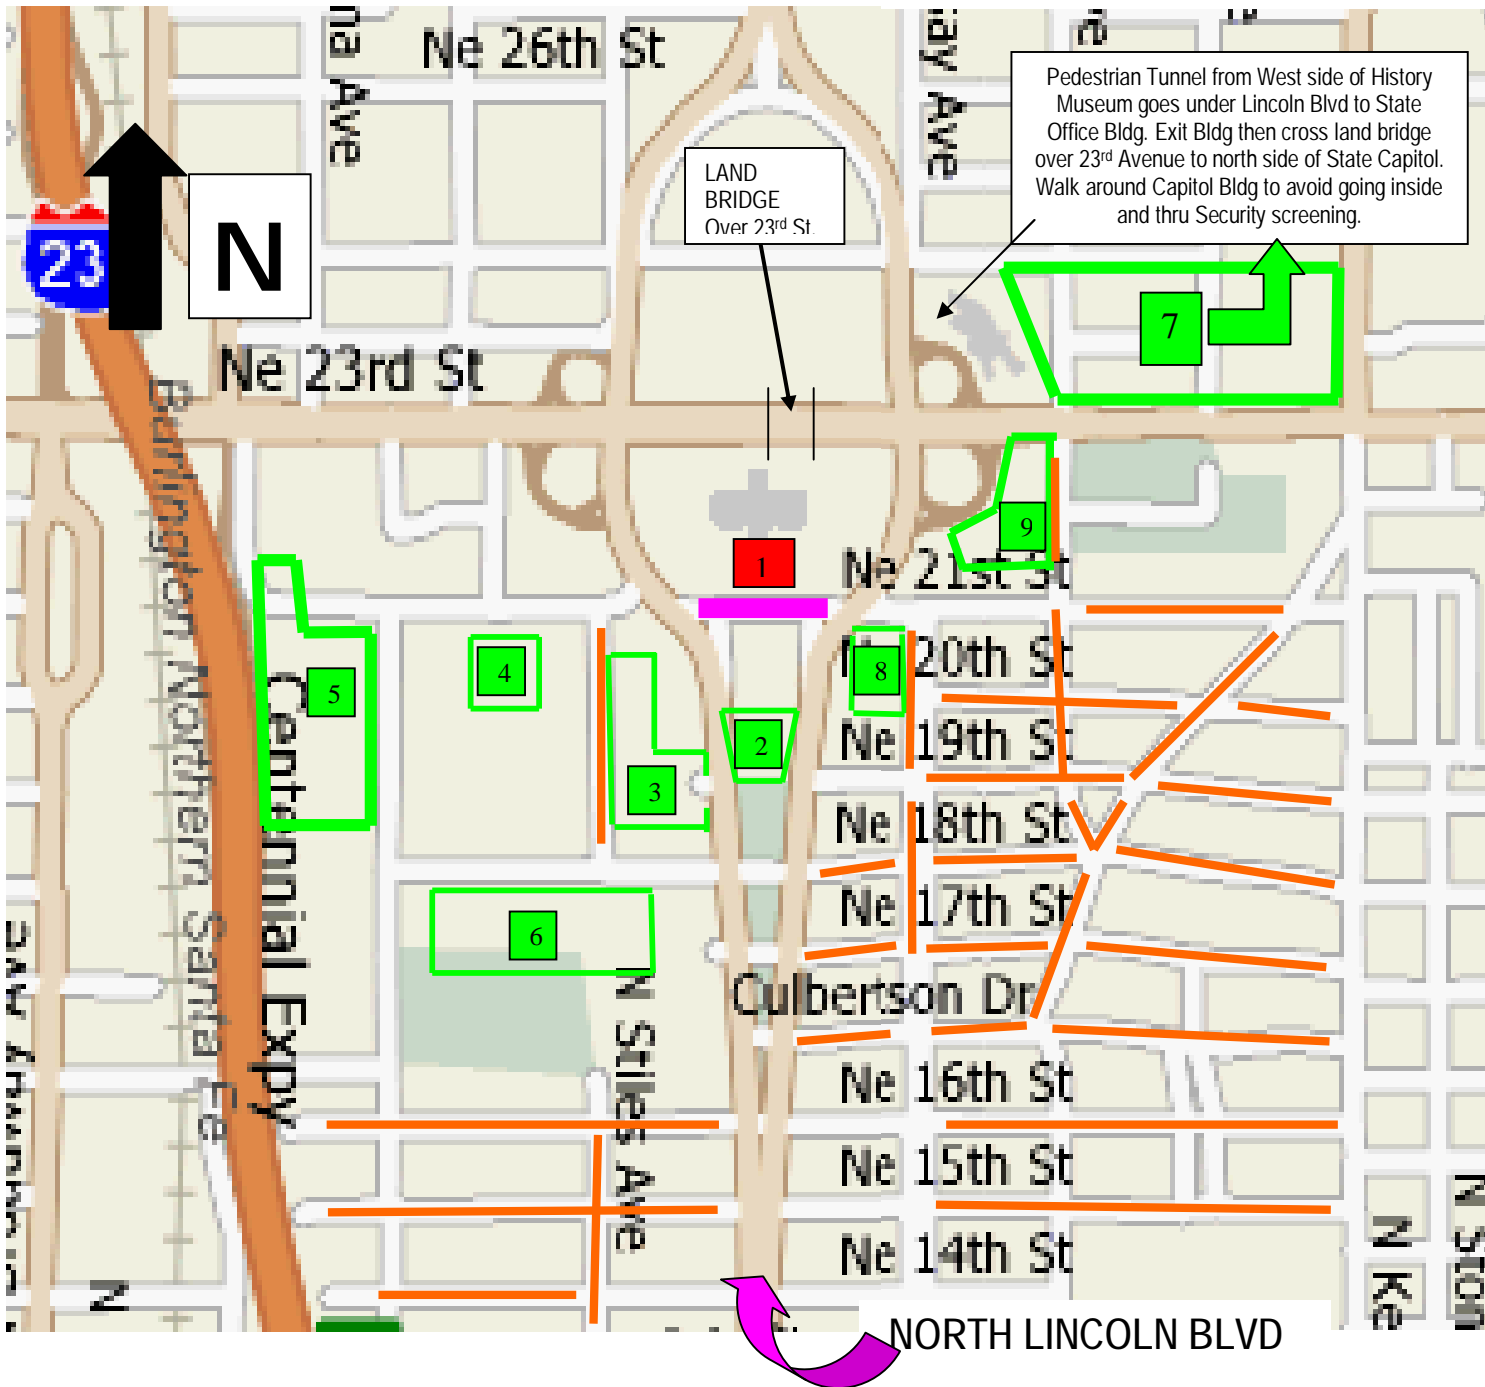 Ne 26th St
Ave
Ave
Pedestrian Tunnel from West side of History
Museum goes under Lincoln Blvd to State
Office Bldg. Exit Bldg then cross land bridge
over 23rd Avenue to north side of State Capitol.
Walk around Capitol Bldg to avoid going inside
and thru Security screening.
LAND
BRIDGE
Over 23rd St.
N
23
7
Ne 23rd St
9
1
Ne 21st St
Burlington Northern Santa Fe
Centennial Expy
5
4
3
2
8
20th St
Ne 19th St
Ne 18th St
Ne 17th St
6
Culbertson Dr
N Stiles Ave
Ne 16th St
Ne 15th St
Ne 14th St
N
N Ke
N Ston
NORTH LINCOLN BLVD